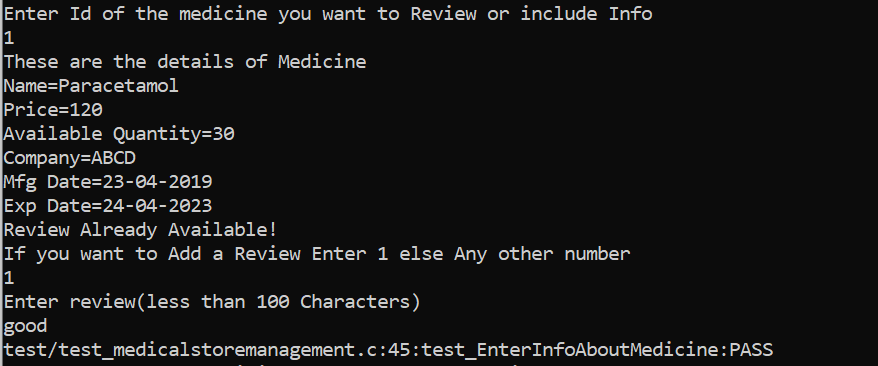 Enter Id of the medicine you want to Review or include Info
1
These are the details of Medicine
Name=Paracetamol
Price=120
Available Quantity=30
Company=ABCD
Mfg Date=23-04-2019
Exp Date=24-04-2023
Review Already Available!
If you want to Add a Review Enter 1 else Any other number
1
Enter review(less than 100 Characters)
good
test/test_medicalstoremanagement.c:45:test_EnterInfoAboutMedicine:PASS